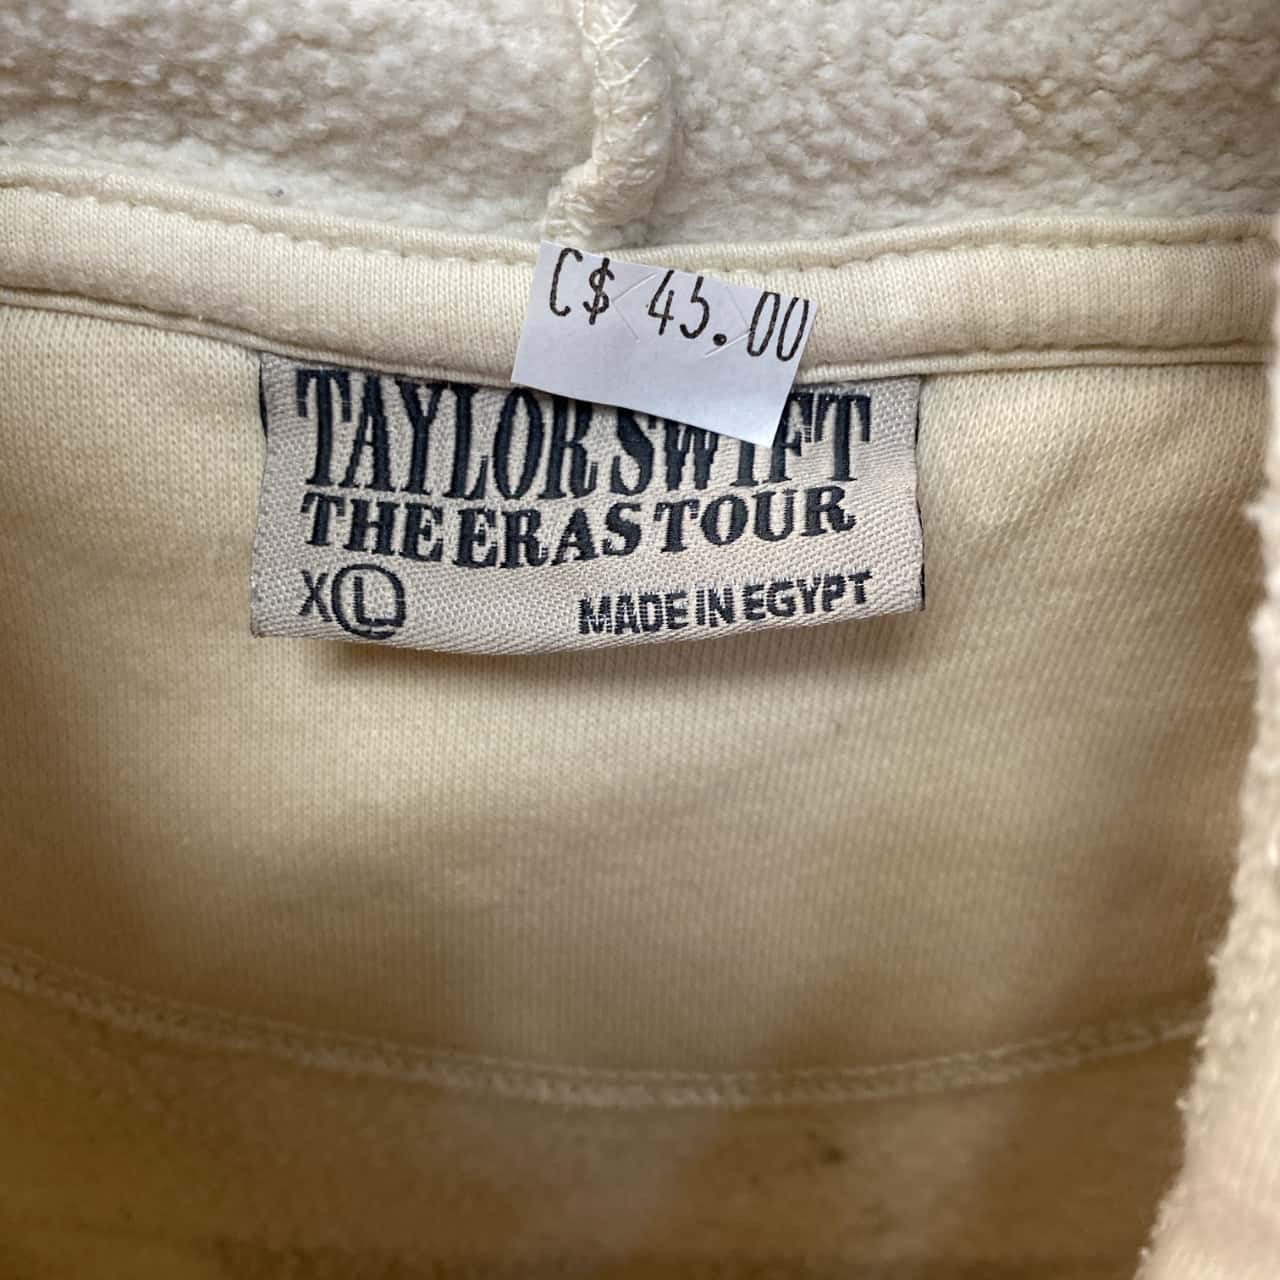 C$ 45.00
TAYLOR SWIFT
THE ERAS TOUR
XL MADE IN EGYPT